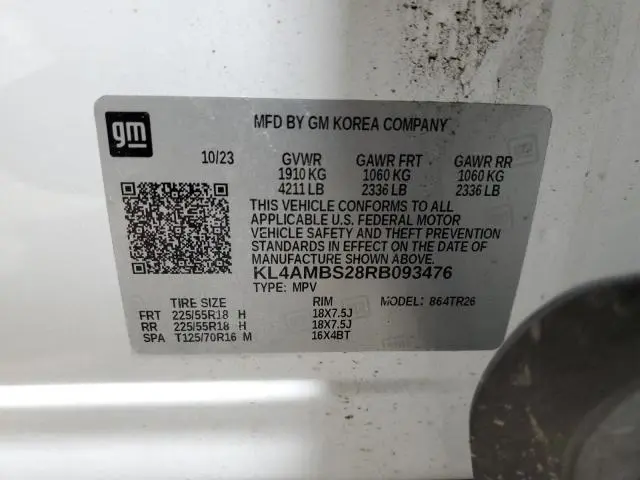 gm
MFD BY GM KOREA COMPANY
10/23 GVWR GAWR FRT GAWR RR
1910 KG 1060 KG 1060 KG
4211 LB 2336 LB 2336 LB
THIS VEHICLE CONFORMS TO ALL
APPLICABLE U.S. FEDERAL MOTOR
VEHICLE SAFETY AND THEFT PREVENTION
STANDARDS IN EFFECT ON THE DATE OF
MANUFACTURE SHOWN ABOVE.
KL4AMBS28RB093476
TYPE: MPV MODEL: 864TR26
TIRE SIZE RIM
FRT 225/55R18 H 18X7.5J
RR 225/55R18 H 18X7.5J
SPA T125/70R16 M 16X4BT